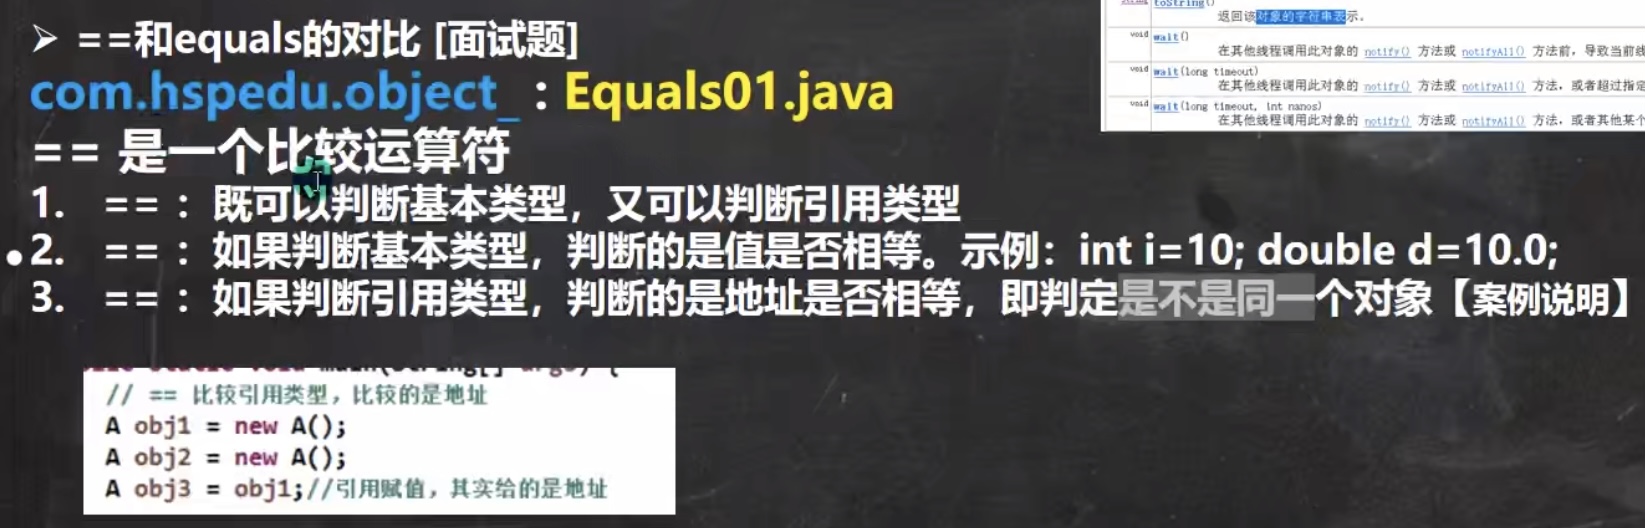 ==和equals的对比 [面试题]
com.hspedu.object_ : Equals01.java
== 是一个比较运算符
1. == ：既可以判断基本类型，又可以判断引用类型
2. == ：如果判断基本类型，判断的是值是否相等。示例：int i=10; double d=10.0;
3. == ：如果判断引用类型，判断的是地址是否相等，即判定是不是同一个对象【案例说明】
toString()
返回该对象的字符串表示。
void wait()
在其他线程调用此对象的 notify() 方法或 notifyAll() 方法前，导致当前线
void wait(long timeout)
在其他线程调用此对象的 notify() 方法或 notifyAll() 方法，或者超过指定
void wait(long timeout, int nanos)
在其他线程调用此对象的 notify() 方法或 notifyAll() 方法，或者其他某个
static void main(String[] args) {
// == 比较引用类型，比较的是地址
A obj1 = new A();
A obj2 = new A();
A obj3 = obj1;//引用赋值，其实给的是地址